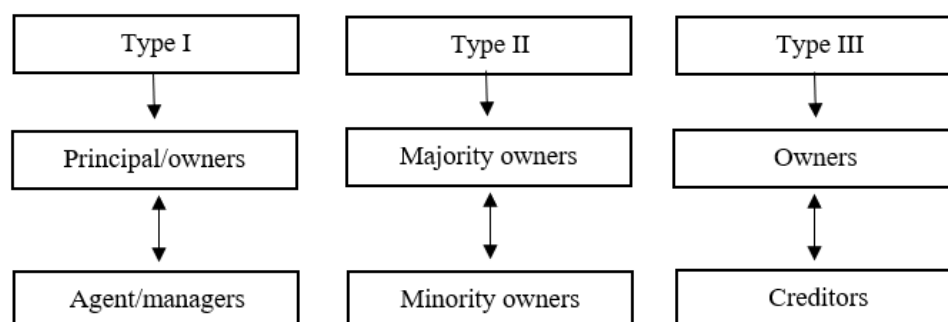 Type I
Type II
Type III
Principal/owners
Majority owners
Owners
Agent/managers
Minority owners
Creditors